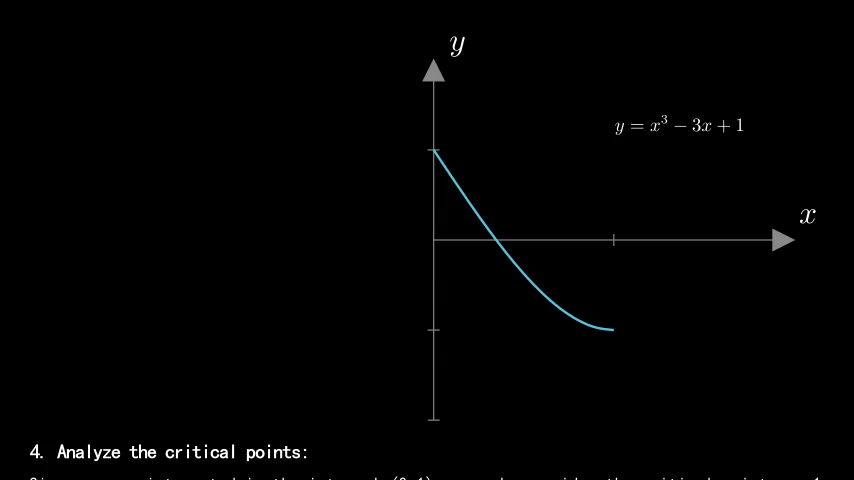 y
y = x³ − 3x + 1
x
4. Analyze the critical points: